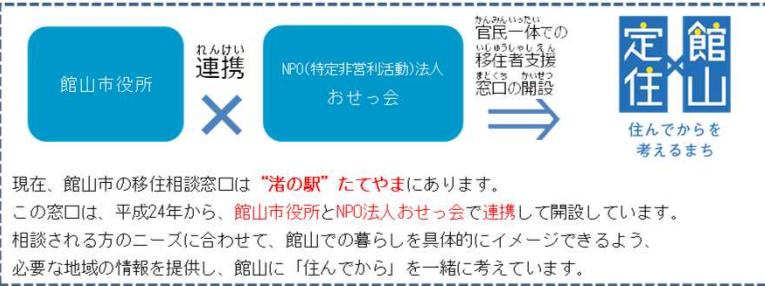 館山市役所
れんけい
連携
NPO(特定非営利活動)法人
おせっ会
かんみんいったい
官民一体での
いじゅうしゃしえん
移住者支援
まどぐち かいせつ
窓口の開設
定住
館山
住んでからを
考えるまち
現在、館山市の移住相談窓口は“渚の駅”たてやまにあります。
この窓口は、平成24年から、館山市役所とNPO法人おせっ会で連携して開設しています。
相談される方のニーズに合わせて、館山での暮らしを具体的にイメージできるよう、
必要な地域の情報を提供し、館山に「住んでから」を一緒に考えています。